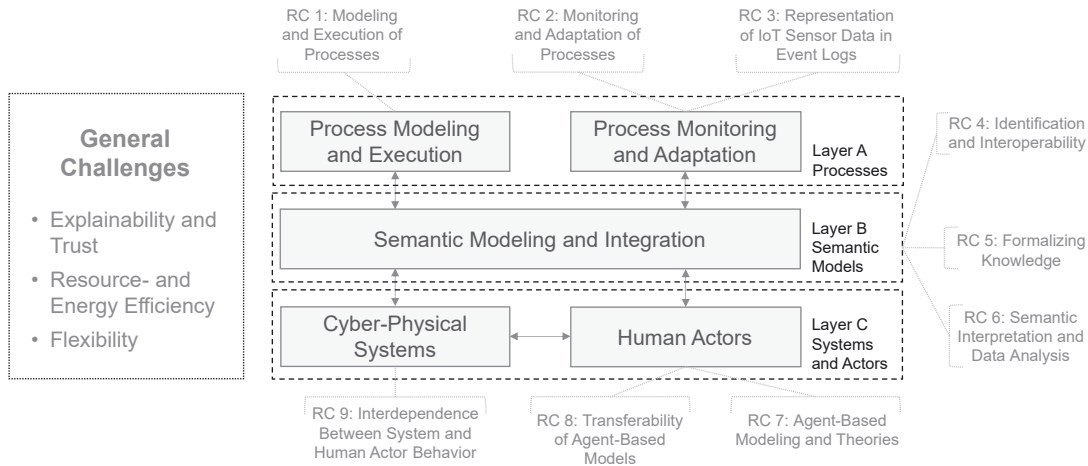 RC 1: Modeling
and Execution of
Processes
RC 2: Monitoring
and Adaptation of
Processes
RC 3: Representation
of IoT Sensor Data in
Event Logs
General
Challenges
• Explainability and
Trust
• Resource- and
Energy Efficiency
• Flexibility
Process Modeling
and Execution
Process Monitoring
and Adaptation
Layer A
Processes
Semantic Modeling and Integration
Layer B
Semantic
Models
Cyber-Physical
Systems
Human Actors
Layer C
Systems
and Actors
RC 4: Identification
and Interoperability
RC 5: Formalizing
Knowledge
RC 6: Semantic
Interpretation and
Data Analysis
RC 9: Interdependence
Between System and
Human Actor Behavior
RC 8: Transferability
of Agent-Based
Models
RC 7: Agent-Based
Modeling and Theories